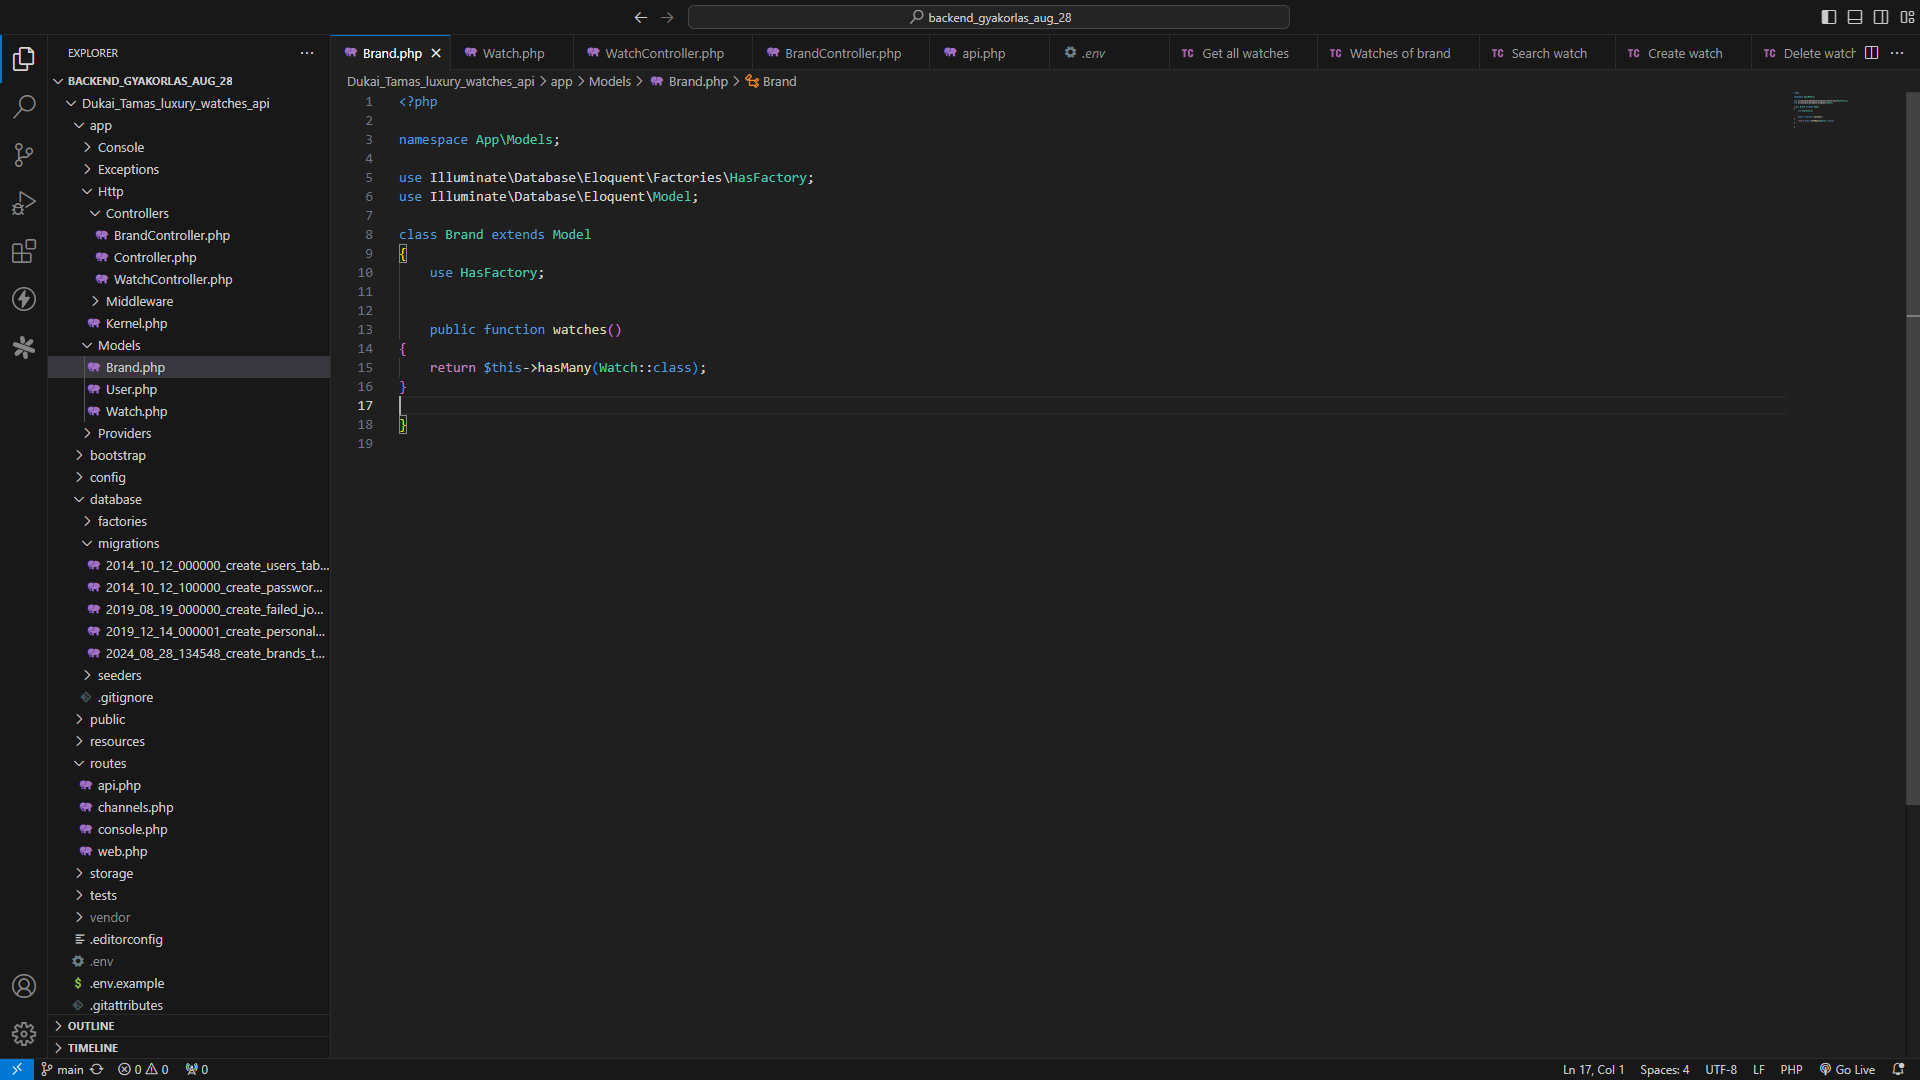 backend_gyakorlas_aug_28
EXPLORER
BACKEND_GYAKORLAS_AUG_28
Dukai_Tamas_luxury_watches_api
app
Console
Exceptions
Http
Controllers
BrandController.php
Controller.php
WatchController.php
Middleware
Kernel.php
Models
Brand.php
User.php
Watch.php
Providers
bootstrap
config
database
factories
migrations
2014_10_12_000000_create_users_tab...
2014_10_12_100000_create_passwor...
2019_08_19_000000_create_failed_jo...
2019_12_14_000001_create_personal...
2024_08_28_134548_create_brands_t...
seeders
.gitignore
public
resources
routes
api.php
channels.php
console.php
web.php
storage
tests
vendor
.editorconfig
.env
$ .env.example
.gitattributes
OUTLINE
TIMELINE
Brand.php Watch.php WatchController.php BrandController.php api.php .env TC Get all watches TC Watches of brand TC Search watch TC Create watch TC Delete watch
Dukai_Tamas_luxury_watches_api > app > Models > Brand.php > Brand
1 <?php
2
3 namespace App\Models;
4
5 use Illuminate\Database\Eloquent\Factories\HasFactory;
6 use Illuminate\Database\Eloquent\Model;
7
8 class Brand extends Model
9 {
10     use HasFactory;
11
12
13     public function watches()
14 {
15     return $this->hasMany(Watch::class);
16 }
17
18 }
19
main 0 0 0 Ln 17, Col 1 Spaces: 4 UTF-8 LF PHP Go Live